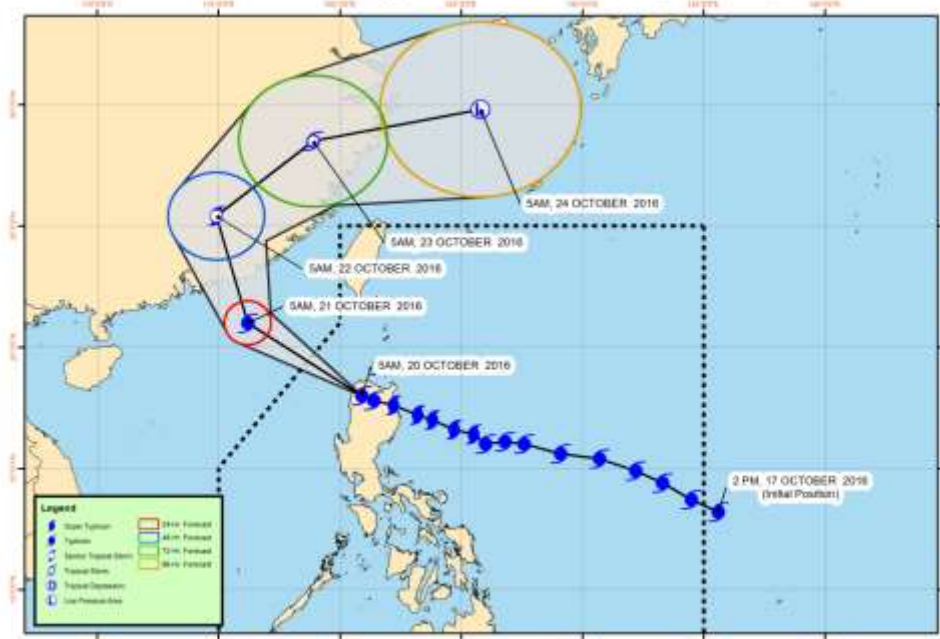 5AM, 24 OCTOBER 2016
5AM, 23 OCTOBER 2016
5AM, 22 OCTOBER 2016
5AM, 21 OCTOBER 2016
5AM, 20 OCTOBER 2016
2 PM, 17 OCTOBER 2016
(Initial Position)
Legend
Super Typhoon
Typhoon
Severe Tropical Storm
Tropical Storm
Tropical Depression
Low Pressure Area
24-Hr. Forecast
48-Hr. Forecast
72-Hr. Forecast
96-Hr. Forecast
L